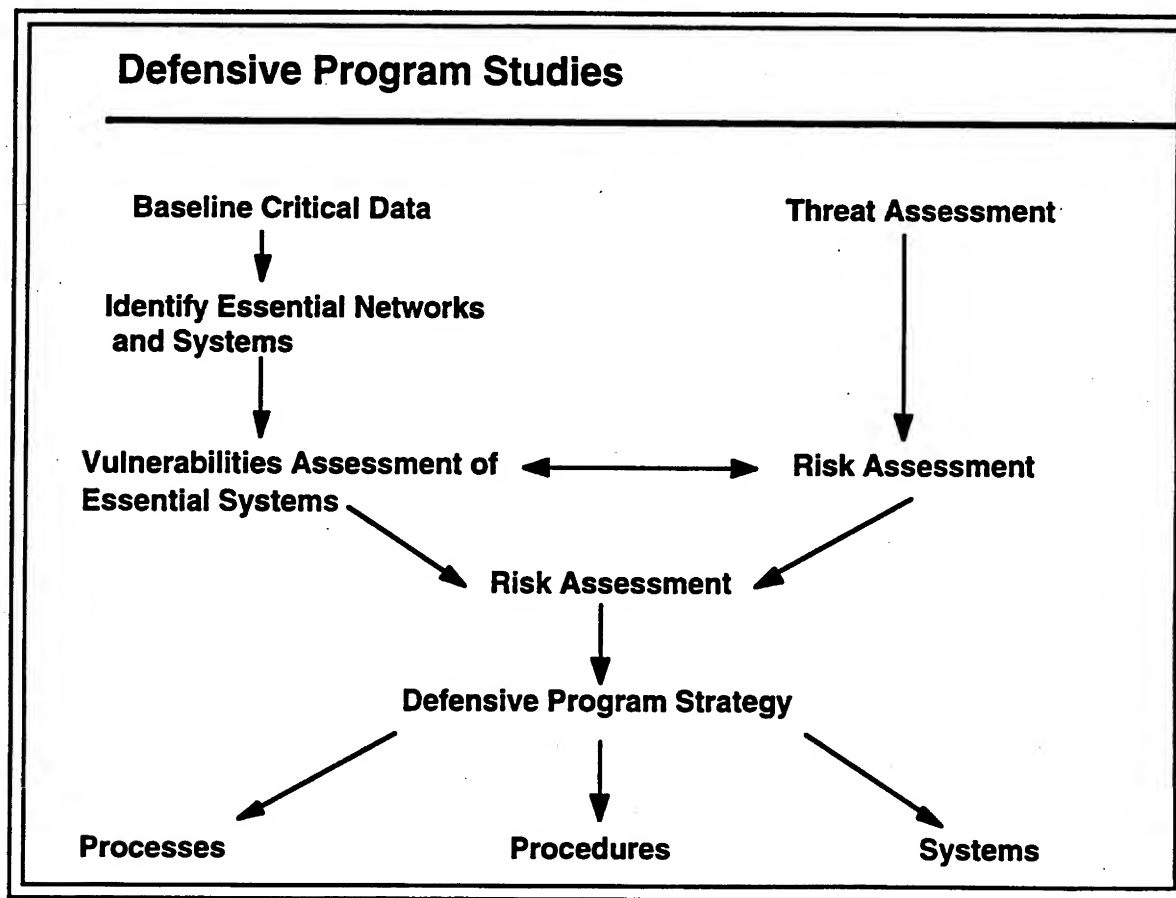 Defensive Program Studies
Baseline Critical Data
Threat Assessment
Identify Essential Networks
and Systems
Vulnerabilities Assessment of
Essential Systems
Risk Assessment
Risk Assessment
Defensive Program Strategy
Processes
Procedures
Systems